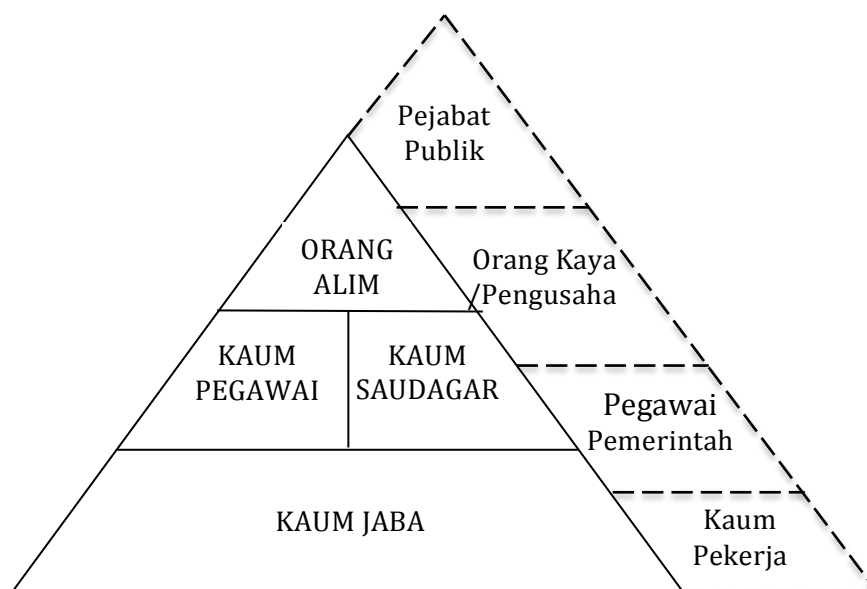 Pejabat
Publik
ORANG
ALIM
Orang Kaya
/Pengusaha
KAUM
PEGAWAI
KAUM
SAUDAGAR
Pegawai
Pemerintah
KAUM JABA
Kaum
Pekerja